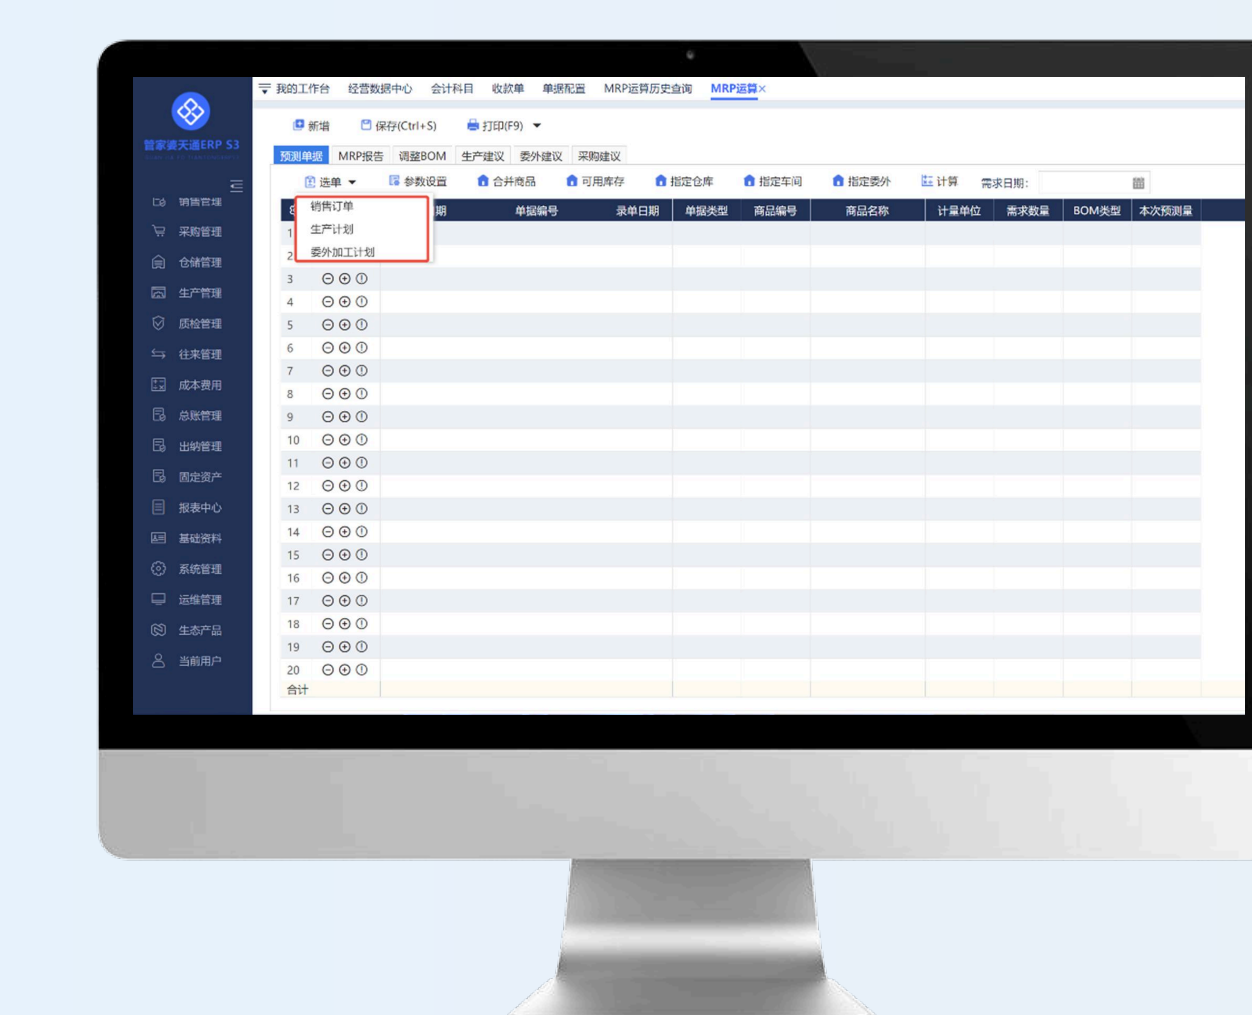 我的工作台 经营数据中心 会计科目 收款单 单据配置 MRP运算历史查询 MRP运算×
管家婆天通ERP S3
新增 保存(Ctrl+S) 打印(F9)
预测单据 MRP报告 调整BOM 生产建议 委外建议 采购建议
选单 参数设置 合并商品 可用库存 指定仓库 指定车间 指定委外 计算 需求日期:
期 单据编号 录单日期 单据类型 商品编号 商品名称 计量单位 需求数量 BOM类型 本次预测量
销售订单
生产计划
委外加工计划
1
2
3
4
5
6
7
8
9
10
11
12
13
14
15
16
17
18
19
20
合计
销售管理
采购管理
仓储管理
生产管理
质检管理
往来管理
成本费用
总账管理
出纳管理
固定资产
报表中心
基础资料
系统管理
运维管理
生态产品
当前用户